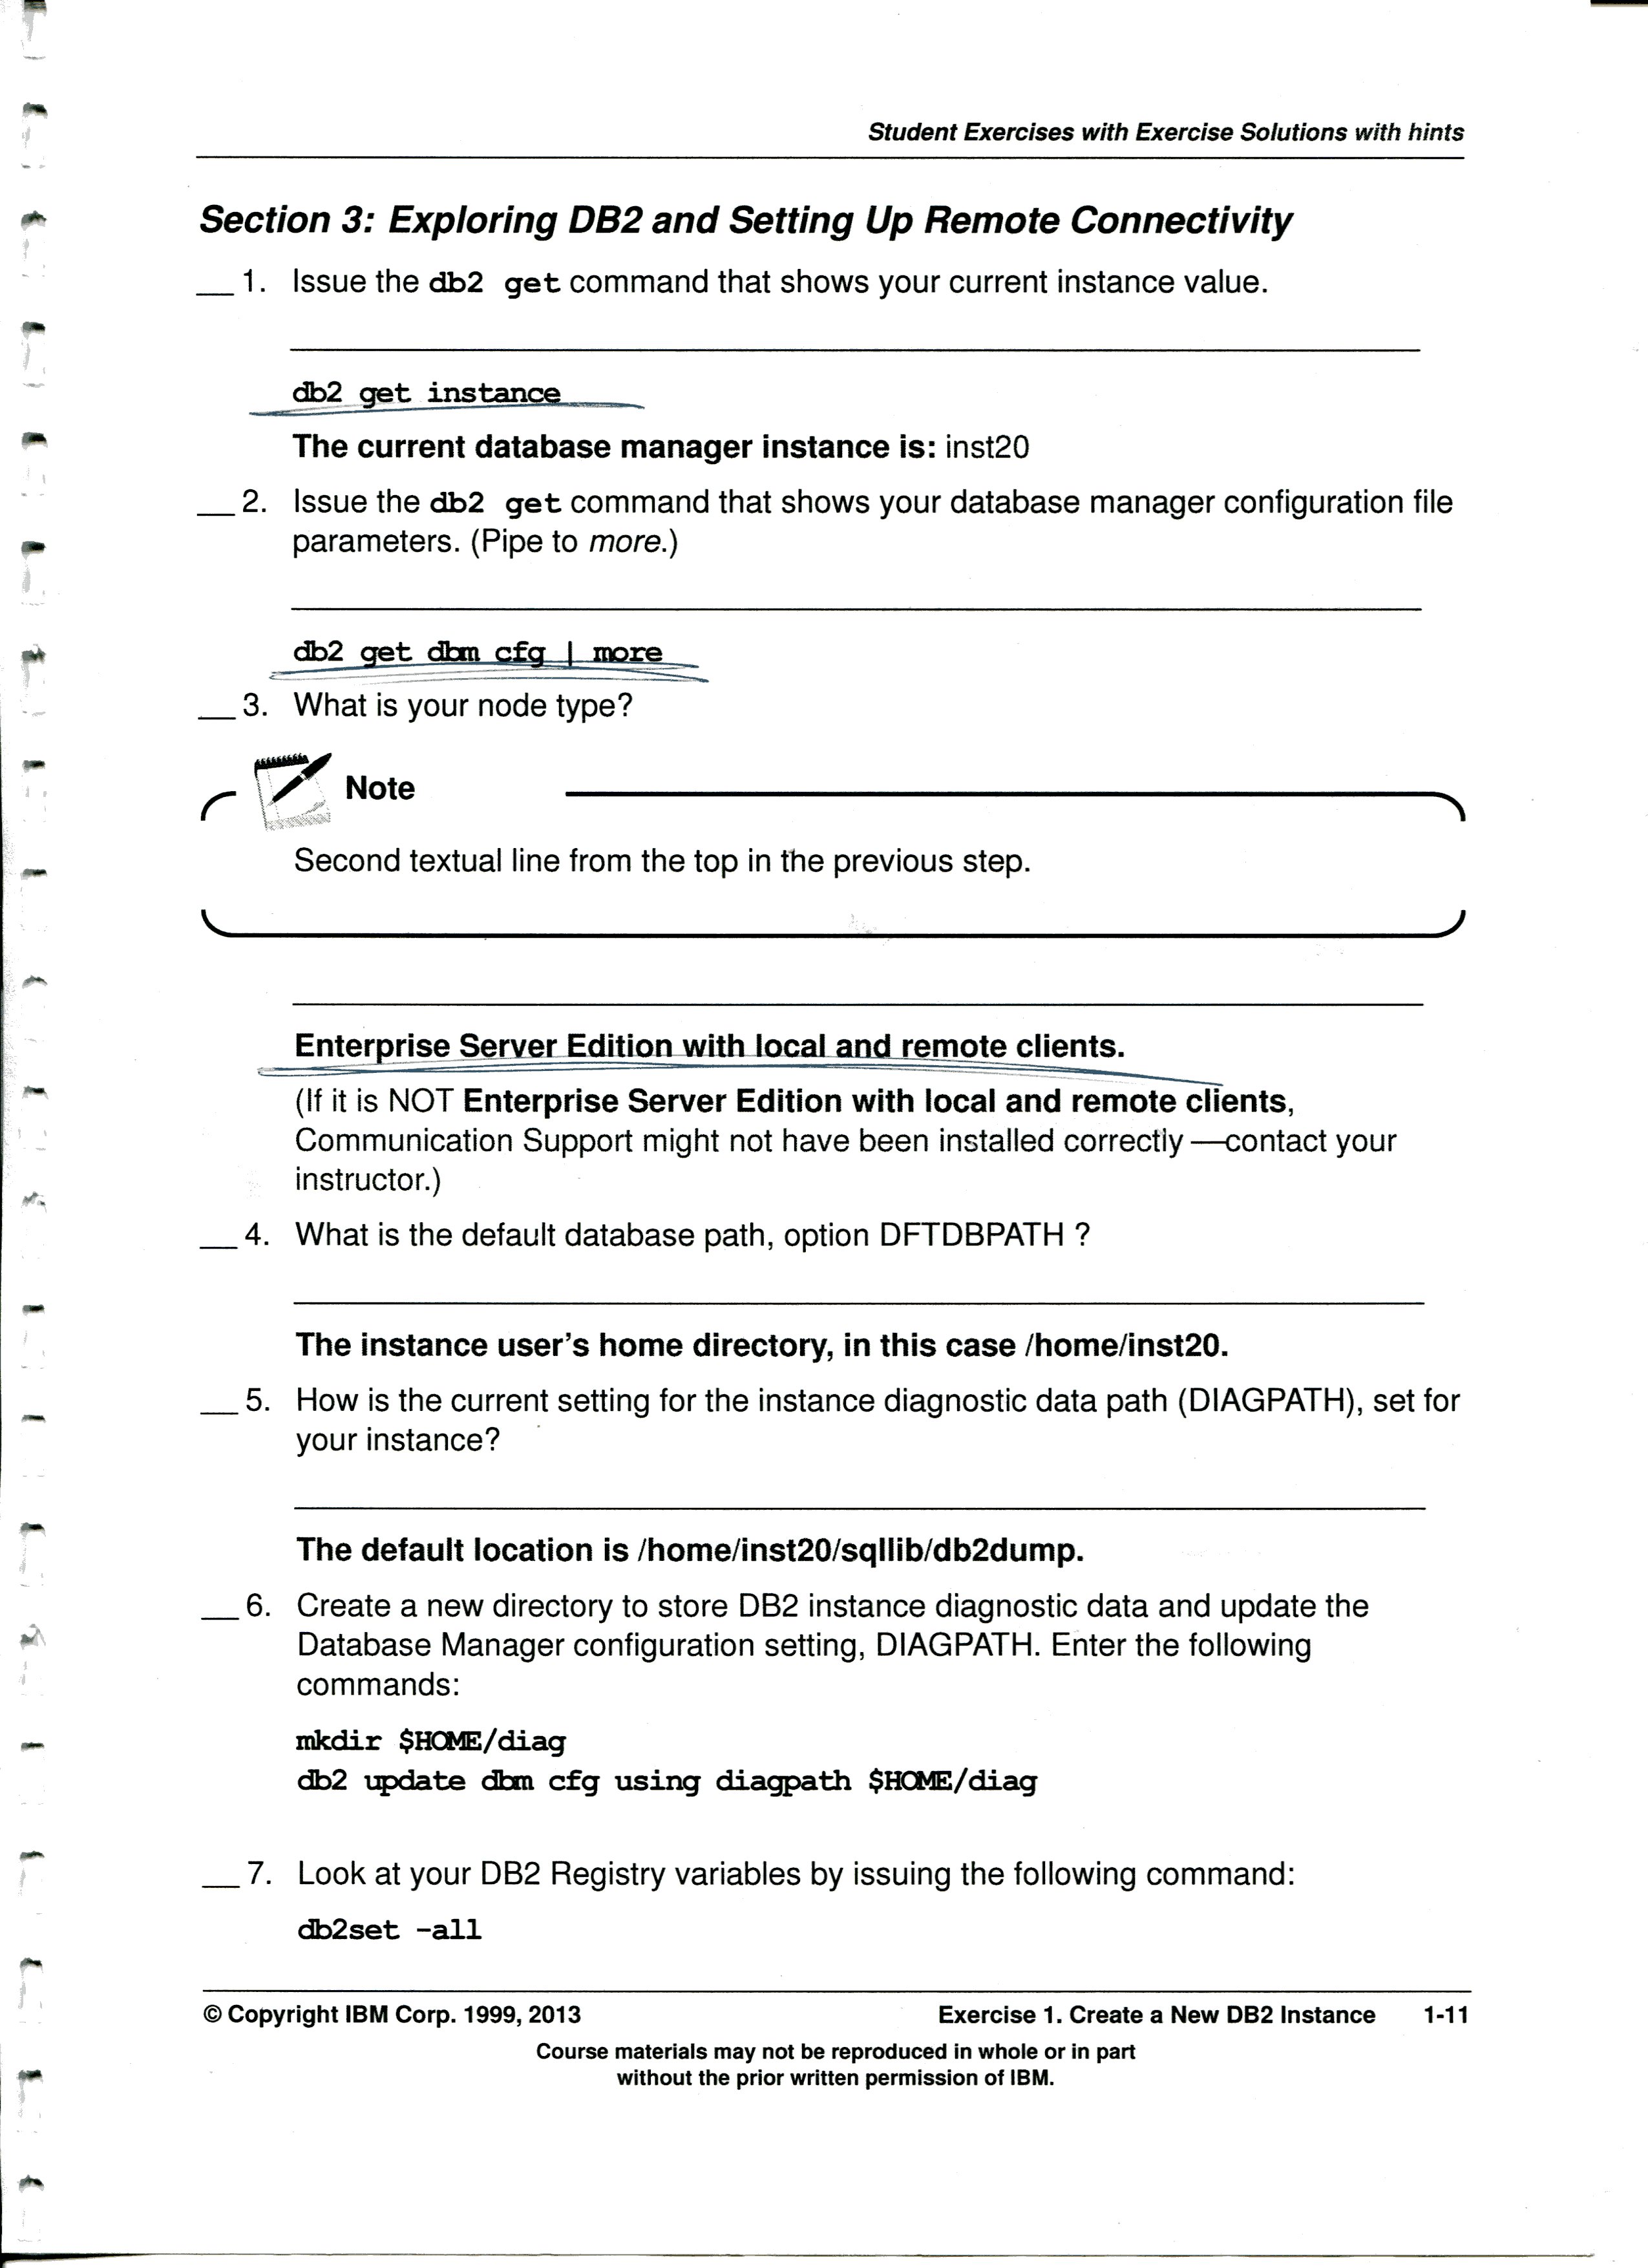 Student Exercises with Exercise Solutions with hints
Section 3: Exploring DB2 and Setting Up Remote Connectivity
__ 1. Issue the db2 get command that shows your current instance value.
db2 get instance
The current database manager instance is: inst20
__ 2. Issue the db2 get command that shows your database manager configuration file
parameters. (Pipe to more.)
db2 get dbm cfg | more
__ 3. What is your node type?
Note
Second textual line from the top in the previous step.
Enterprise Server Edition with local and remote clients.
(If it is NOT Enterprise Server Edition with local and remote clients,
Communication Support might not have been installed correctly —contact your
instructor.)
__ 4. What is the default database path, option DFTDBPATH ?
The instance user's home directory, in this case /home/inst20.
__ 5. How is the current setting for the instance diagnostic data path (DIAGPATH), set for
your instance?
The default location is /home/inst20/sqllib/db2dump.
__ 6. Create a new directory to store DB2 instance diagnostic data and update the
Database Manager configuration setting, DIAGPATH. Enter the following
commands:
mkdir $HOME/diag
db2 update dbm cfg using diagpath $HOME/diag
__ 7. Look at your DB2 Registry variables by issuing the following command:
db2set -all
© Copyright IBM Corp. 1999, 2013 Exercise 1. Create a New DB2 Instance 1-11
Course materials may not be reproduced in whole or in part
without the prior written permission of IBM.